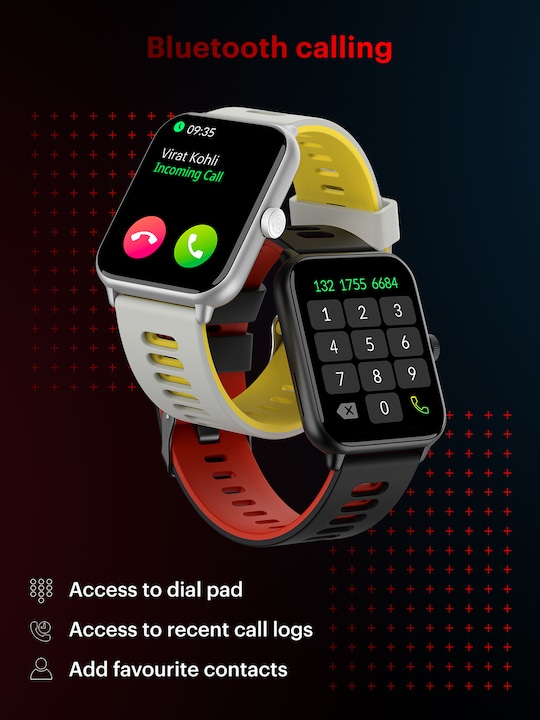 Bluetooth calling
09:35
Virat Kohli
Incoming Call
132 1755 6684
1 2 3
4 5 6
7 8 9
0
Access to dial pad
Access to recent call logs
Add favourite contacts